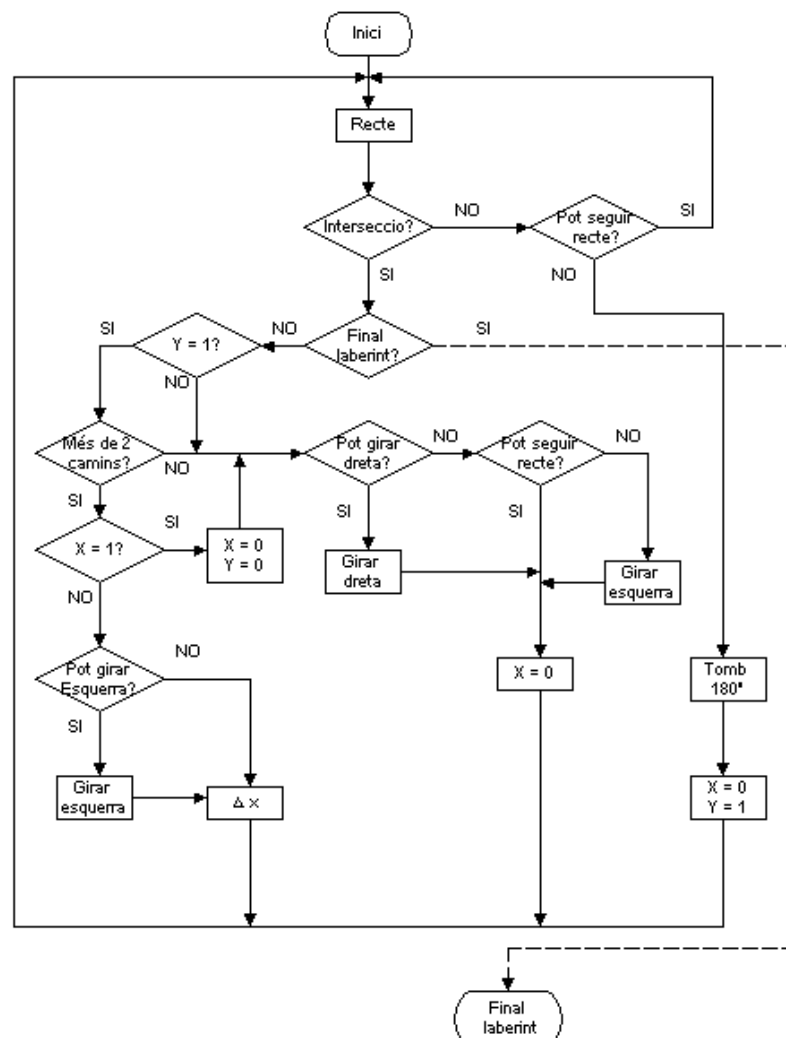 Inici
Recte
Interseccio?
NO
Pot seguir
recte?
SI
SI
NO
Final
laberint?
NO
SI
Y = 1?
SI
NO
Més de 2
camins?
NO
SI
Pot girar
dreta?
NO
SI
Pot seguir
recte?
NO
SI
X = 1?
SI
NO
X = 0
Y = 0
Girar
dreta
Girar
esquerra
Pot girar
Esquerra?
NO
SI
X = 0
Tomb
180°
Girar
esquerra
Δ x
X = 0
Y = 1
Final
laberint